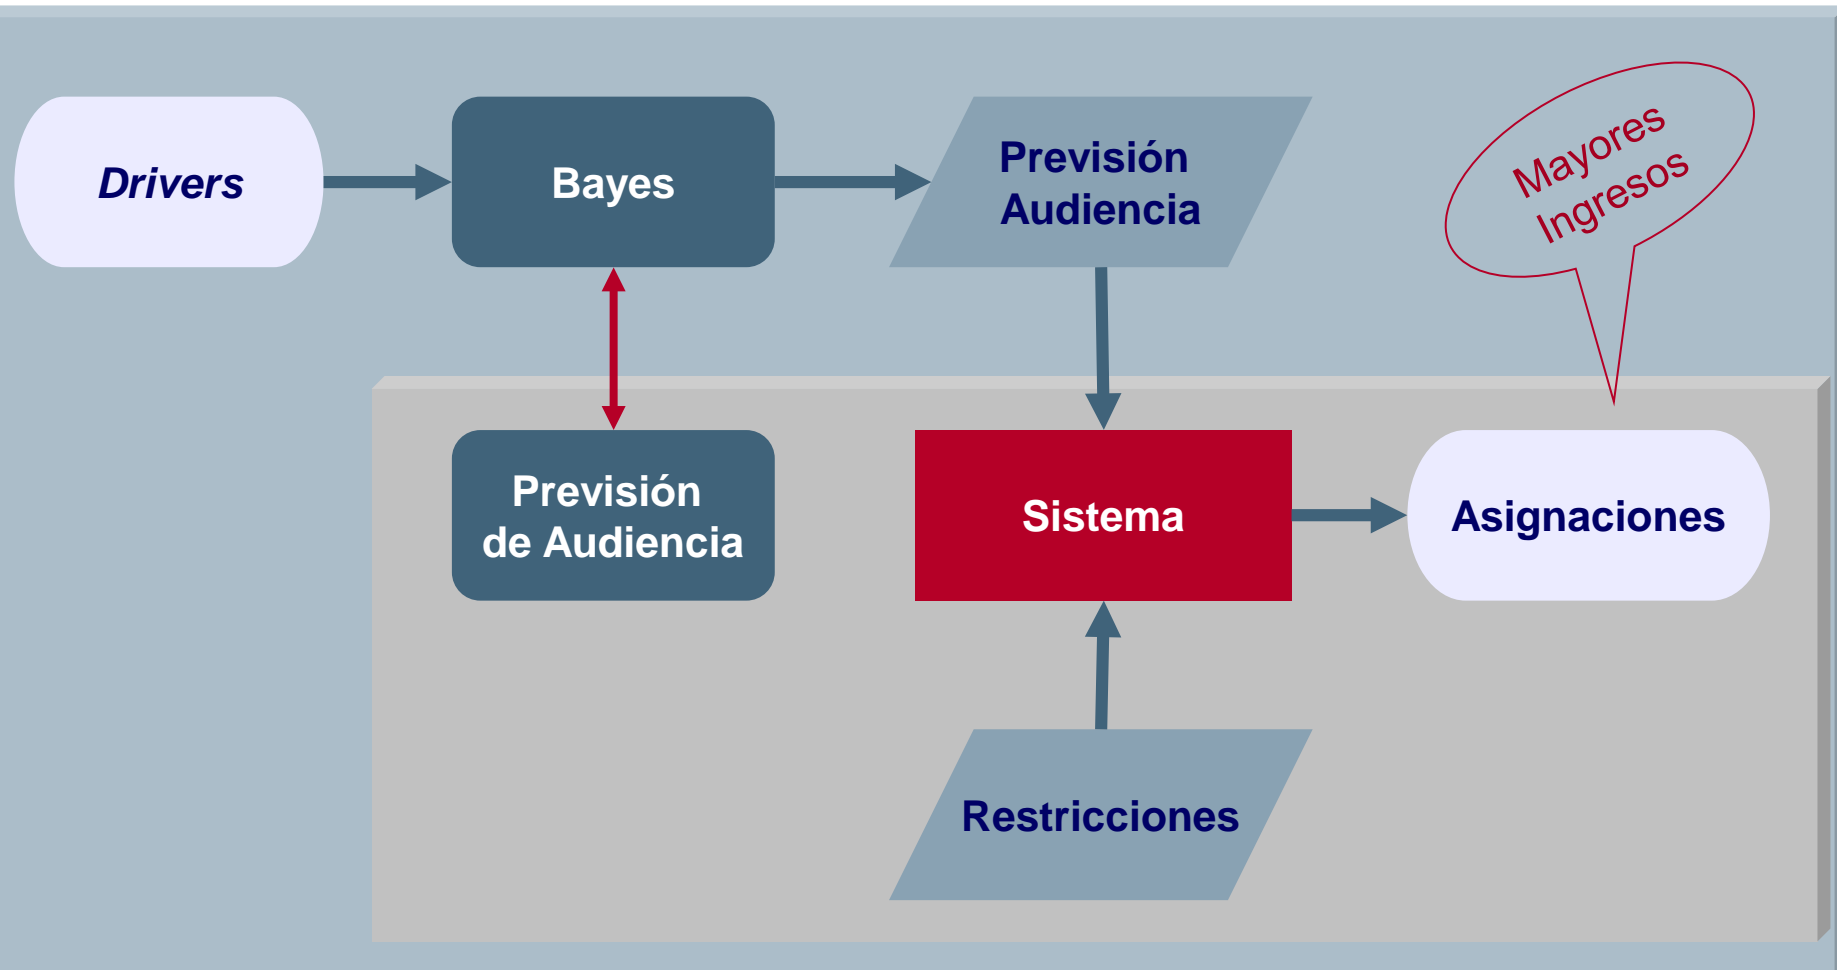 Drivers
Bayes
Previsión
Audiencia
Mayores
Ingresos
Previsión
de Audiencia
Sistema
Asignaciones
Restricciones